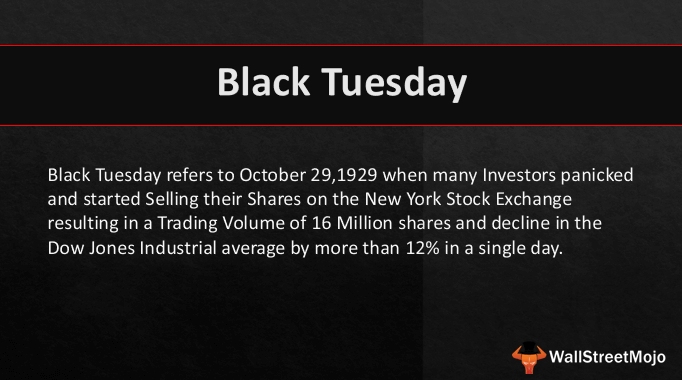 Black Tuesday
Black Tuesday refers to October 29,1929 when many Investors panicked
and started Selling their Shares on the New York Stock Exchange
resulting in a Trading Volume of 16 Million shares and decline in the
Dow Jones Industrial average by more than 12% in a single day.
WallStreetMojo